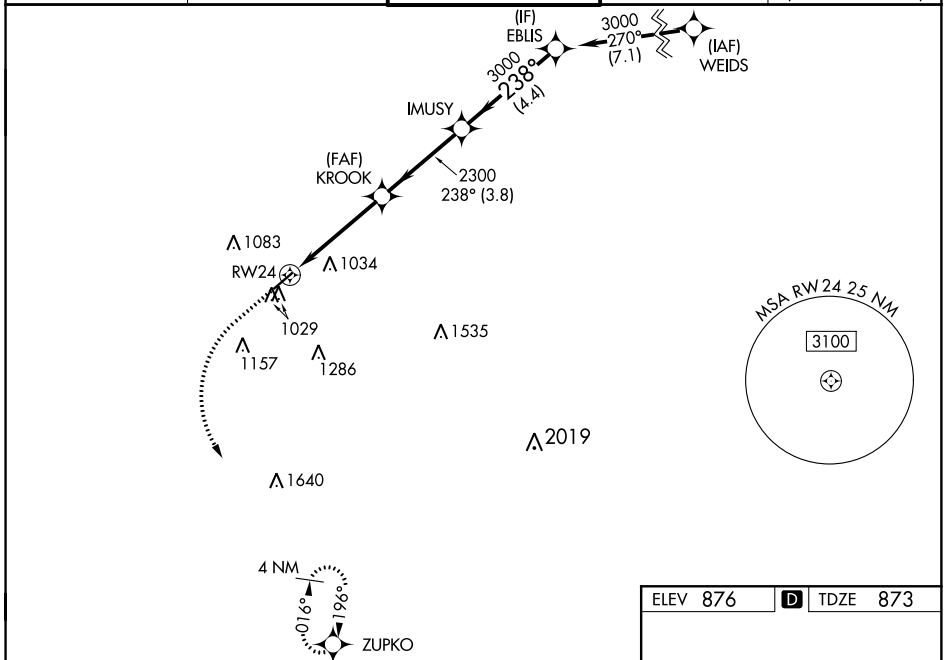 (IF)
EBLIS
3000
270°
(7.1)
(IAF)
WEIDS
3000
238°
(4.4)
IMUSY
(FAF)
KROOK
2300
238° (3.8)
1083
RW24
1034
1029
1535
1157
1286
MSA RW24 25 NM
3100
2019
1640
4 NM
016°
196°
ZUPKO
ELEV 876 D TDZE 873